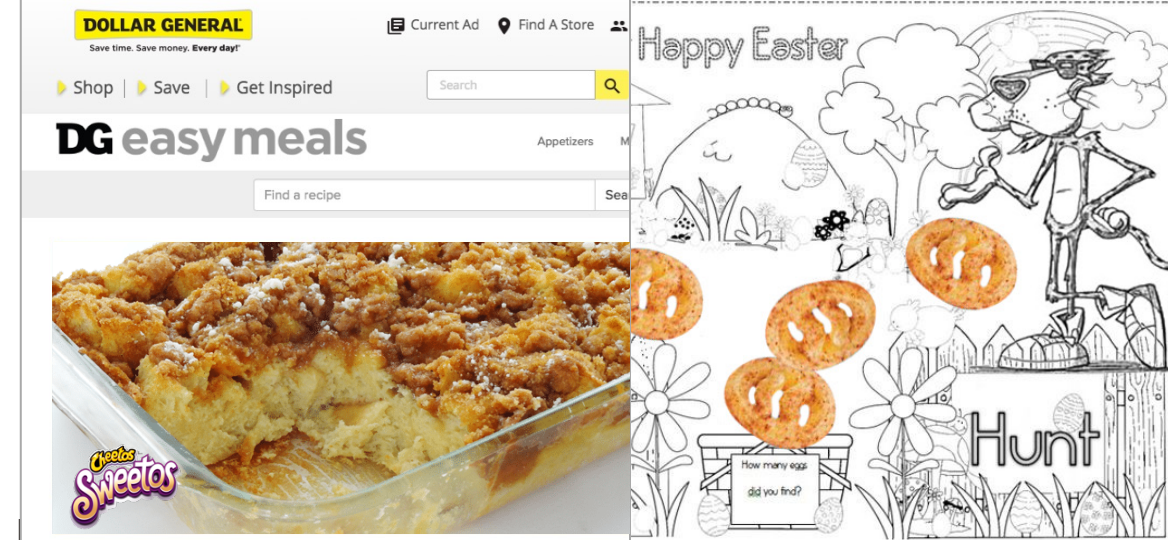 DOLLAR GENERAL
Save time. Save money. Every day!
Current Ad
Find A Store
Shop
Save
Get Inspired
Search
DG easy meals
Appetizers
M
Find a recipe
Sea
Cheetos
Sweetos
Happy Easter
Hunt
How many eggs
did you find?